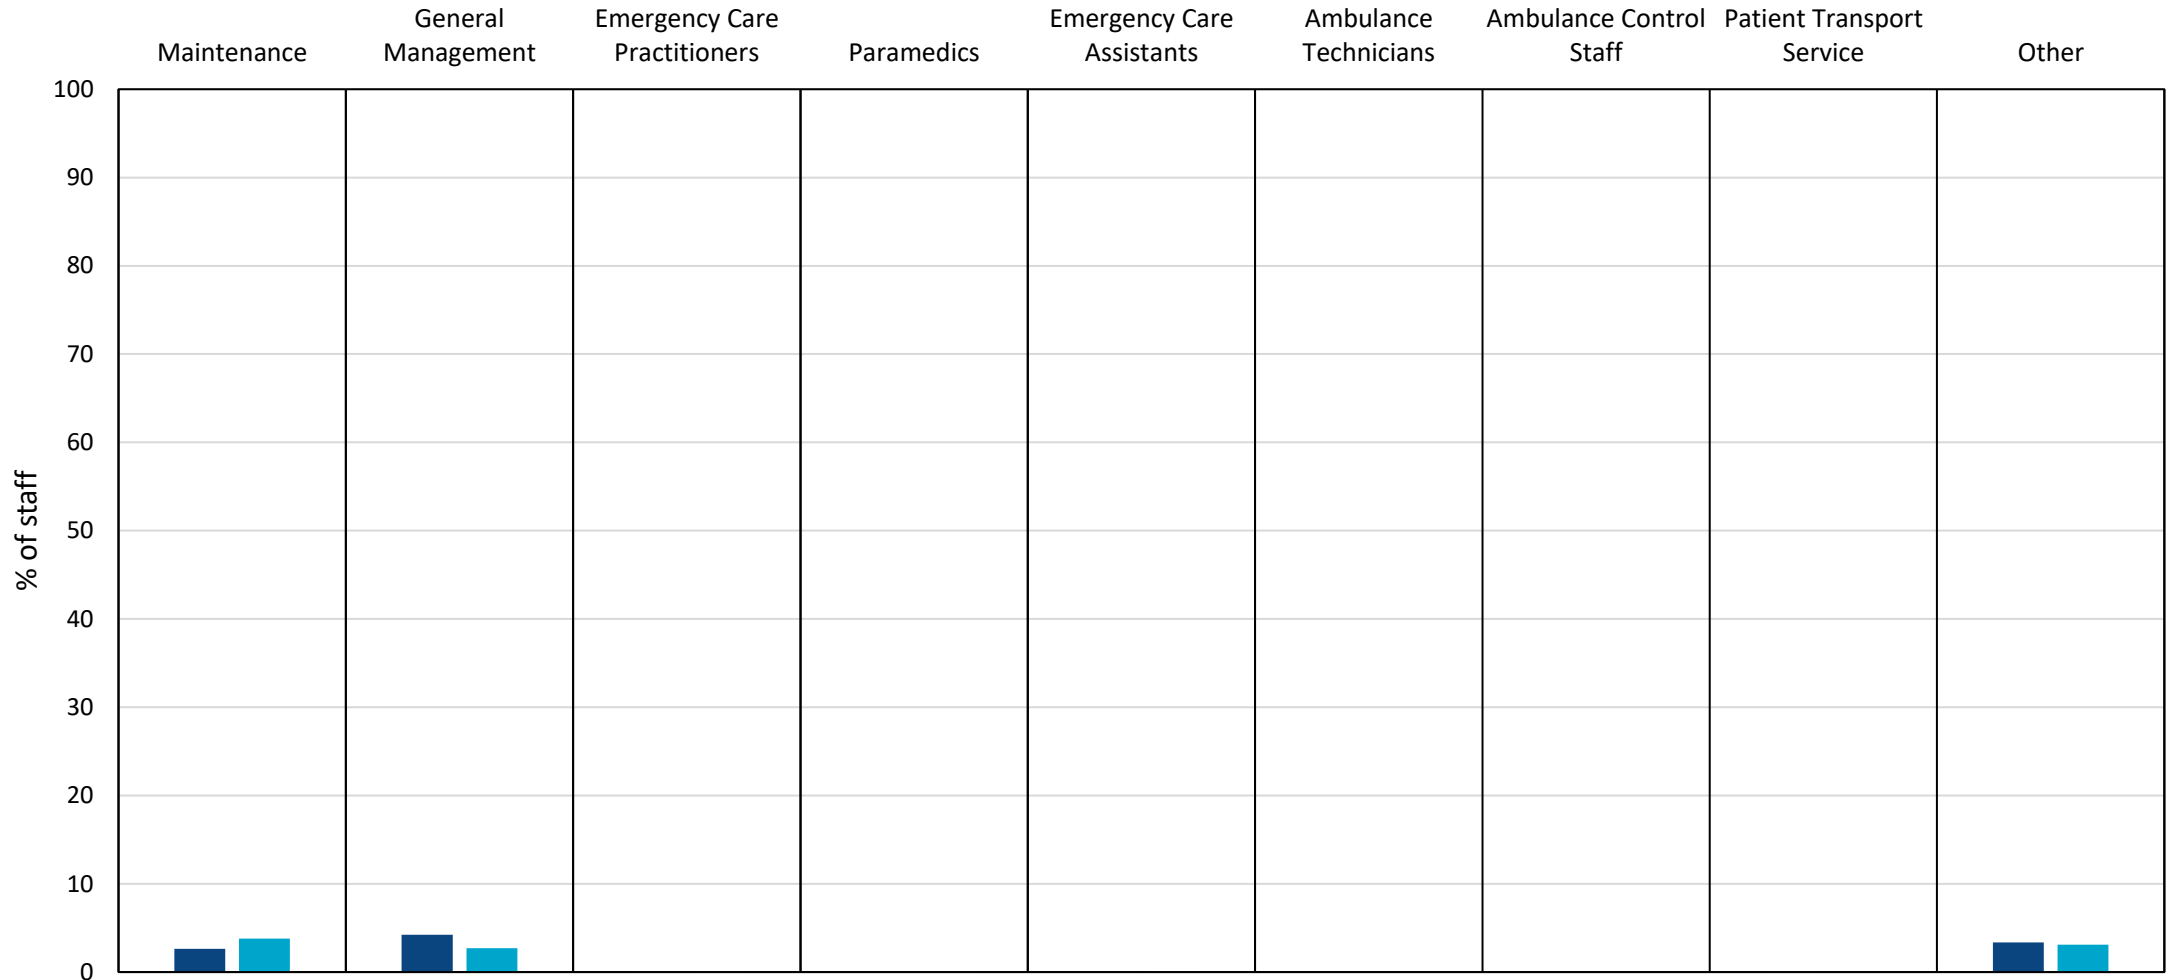 Maintenance
General
Management
Emergency Care
Practitioners
Paramedics
Emergency Care
Assistants
Ambulance
Technicians
Ambulance Control
Staff
Patient Transport
Service
Other
100
90
80
70
60
50
40
30
20
10
0
% of staff